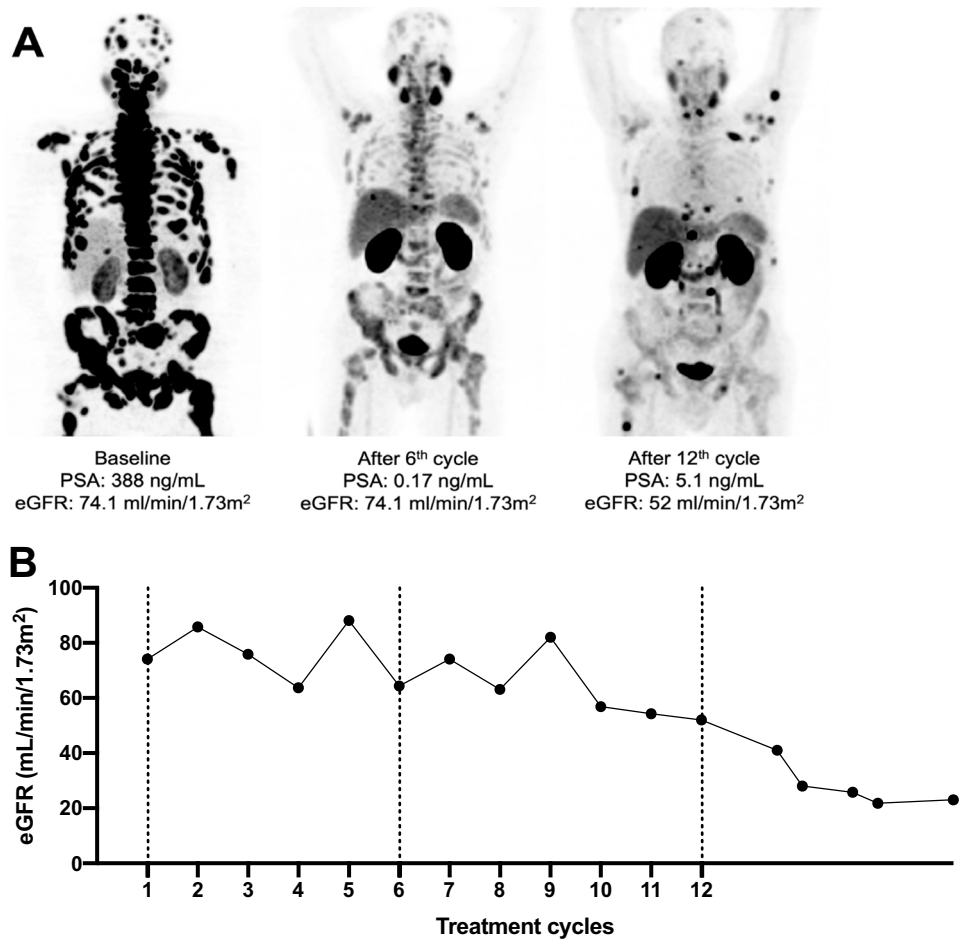 A
Baseline
PSA: 388 ng/mL
eGFR: 74.1 ml/min/1.73m²
After 6th cycle
PSA: 0.17 ng/mL
eGFR: 74.1 ml/min/1.73m²
After 12th cycle
PSA: 5.1 ng/mL
eGFR: 52 ml/min/1.73m²
B
eGFR (mL/min/1.73m²)
100
80
60
40
20
0
1 2 3 4 5 6 7 8 9 10 11 12
Treatment cycles